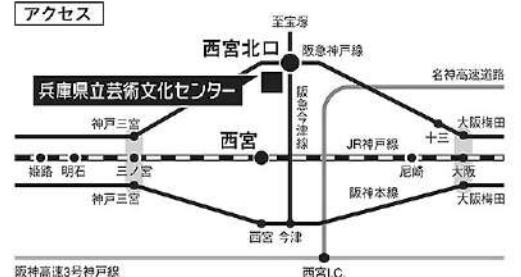 アクセス
至宝塚
西宮北口
阪急神戸線
名神高速道路
兵庫県立芸術文化センター
阪急今津線
神戸三宮
西宮
JR神戸線
十三
大阪梅田
姫路
明石
三ノ宮
尼崎
大阪
神戸三宮
阪神本線
大阪梅田
西宮
今津
阪神高速3号神戸線
西宮I.C.